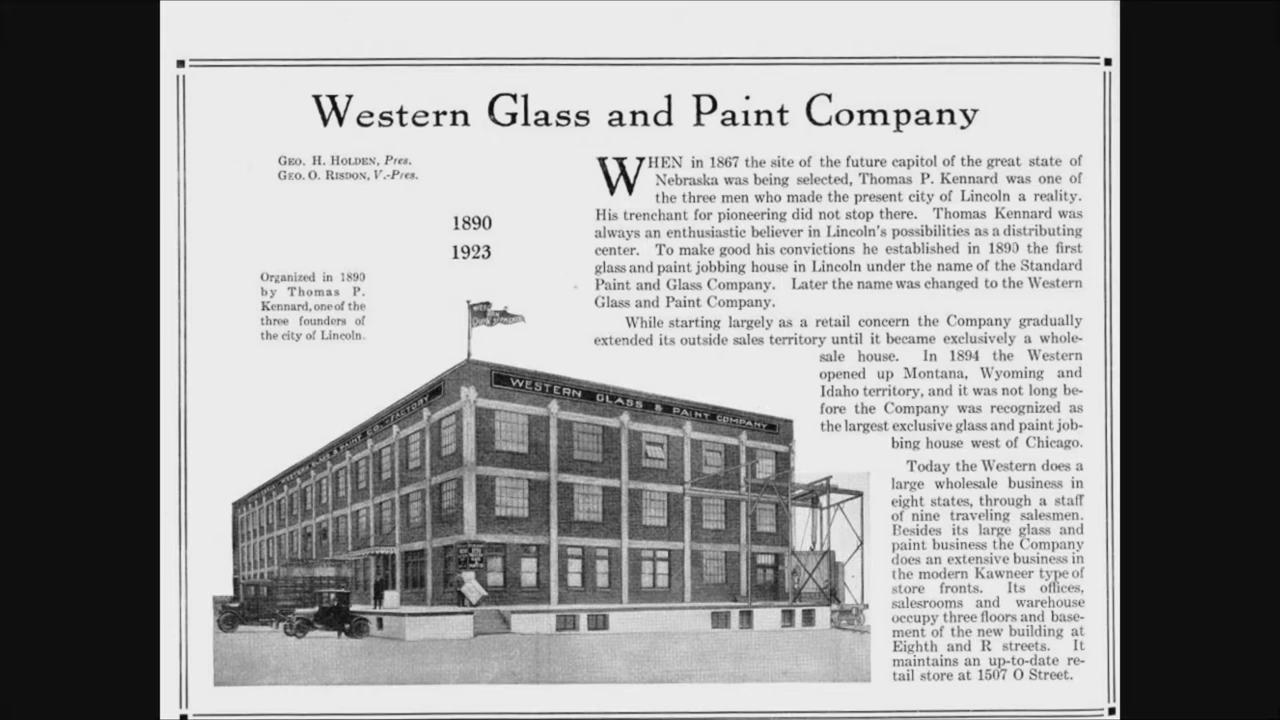 Western Glass and Paint Company
GEO. H. HOLDEN, Pres.
GEO. O. RISDON, V.-Pres.
1890
1923
Organized in 1890
by Thomas P.
Kennard, one of the
three founders of
the city of Lincoln.
WHEN in 1867 the site of the future capitol of the great state of
Nebraska was being selected, Thomas P. Kennard was one of
the three men who made the present city of Lincoln a reality.
His trenchant for pioneering did not stop there. Thomas Kennard was
always an enthusiastic believer in Lincoln's possibilities as a distributing
center. To make good his convictions he established in 1890 the first
glass and paint jobbing house in Lincoln under the name of the Standard
Paint and Glass Company. Later the name was changed to the Western
Glass and Paint Company.
While starting largely as a retail concern the Company gradually
extended its outside sales territory until it became exclusively a whole-
sale house. In 1894 the Western
opened up Montana, Wyoming and
Idaho territory, and it was not long be-
fore the Company was recognized as
the largest exclusive glass and paint job-
bing house west of Chicago.
Today the Western does a
large wholesale business in
eight states, through a staff
of nine traveling salesmen.
Besides its large glass and
paint business the Company
does an extensive business in
the modern Kawneer type of
store fronts. Its offices,
salesrooms and warehouse
occupy three floors and base-
ment of the new building at
Eighth and R streets. It
maintains an up-to-date re-
tail store at 1507 O Street.
WESTERN GLASS & PAINT CO. FACTORY
WESTERN GLASS & PAINT COMPANY